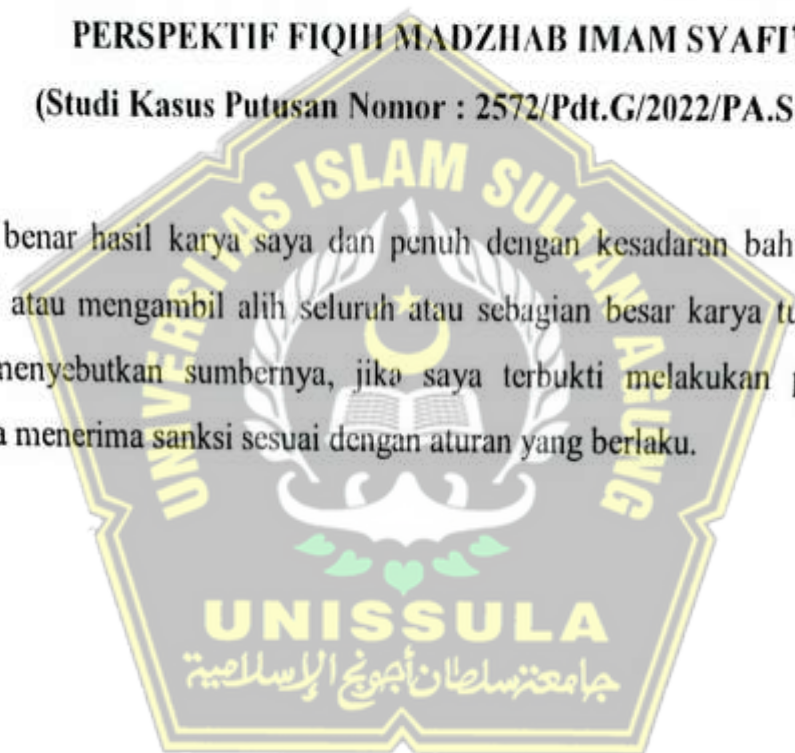 PERSPEKTIF FIQIH MADZHAB IMAM SYAFI'
(Studi Kasus Putusan Nomor : 2572/Pdt.G/2022/PA.S
benar hasil karya saya dan penuh dengan kesadaran bah
atau mengambil alih seluruh atau sebagian besar karya tu
menyebutkan sumbernya, jika saya terbukti melakukan p
a menerima sanksi sesuai dengan aturan yang berlaku.
UNIVERSITAS ISLAM SULTAN AGUNG
UNISSULA
جامعة سلطان أجونج الإسلامية